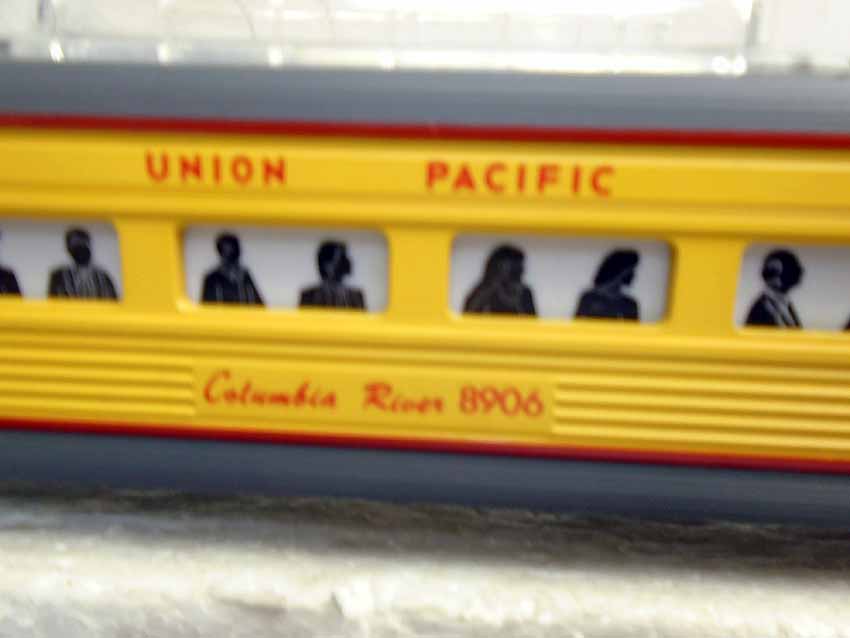 UNION PACIFIC
Columbia River 8906